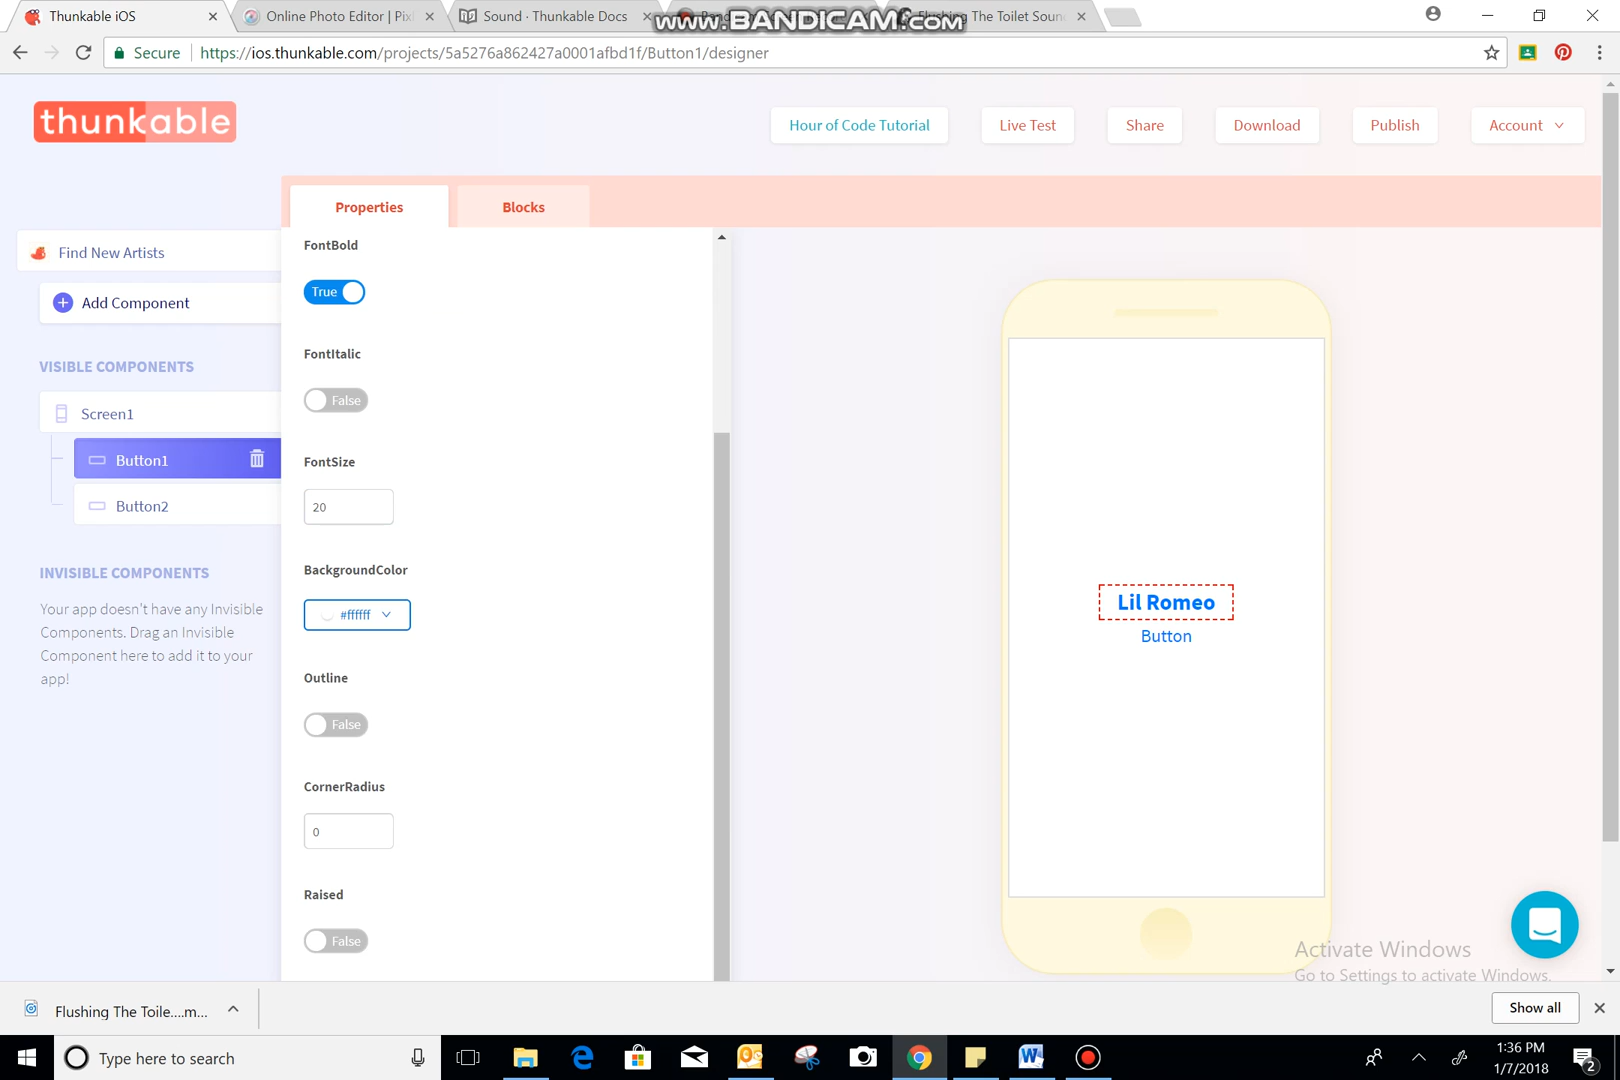 Thunkable iOS
Online Photo Editor | Pixl
Sound · Thunkable Docs
www.BANDICAM.com
Flushing The Toilet Soun
Secure
https://ios.thunkable.com/projects/5a5276a862427a0001afbd1f/Button1/designer
thunkable
Hour of Code Tutorial
Live Test
Share
Download
Publish
Account
Properties
Blocks
Find New Artists
Add Component
VISIBLE COMPONENTS
Screen1
Button1
Button2
INVISIBLE COMPONENTS
Your app doesn't have any Invisible
Components. Drag an Invisible
Component here to add it to your
app!
FontBold
True
FontItalic
False
FontSize
20
BackgroundColor
#ffffff
Outline
False
CornerRadius
0
Raised
False
Lil Romeo
Button
Activate Windows
Go to Settings to activate Windows.
Flushing The Toile....m...
Show all
Type here to search
1:36 PM
1/7/2018
2